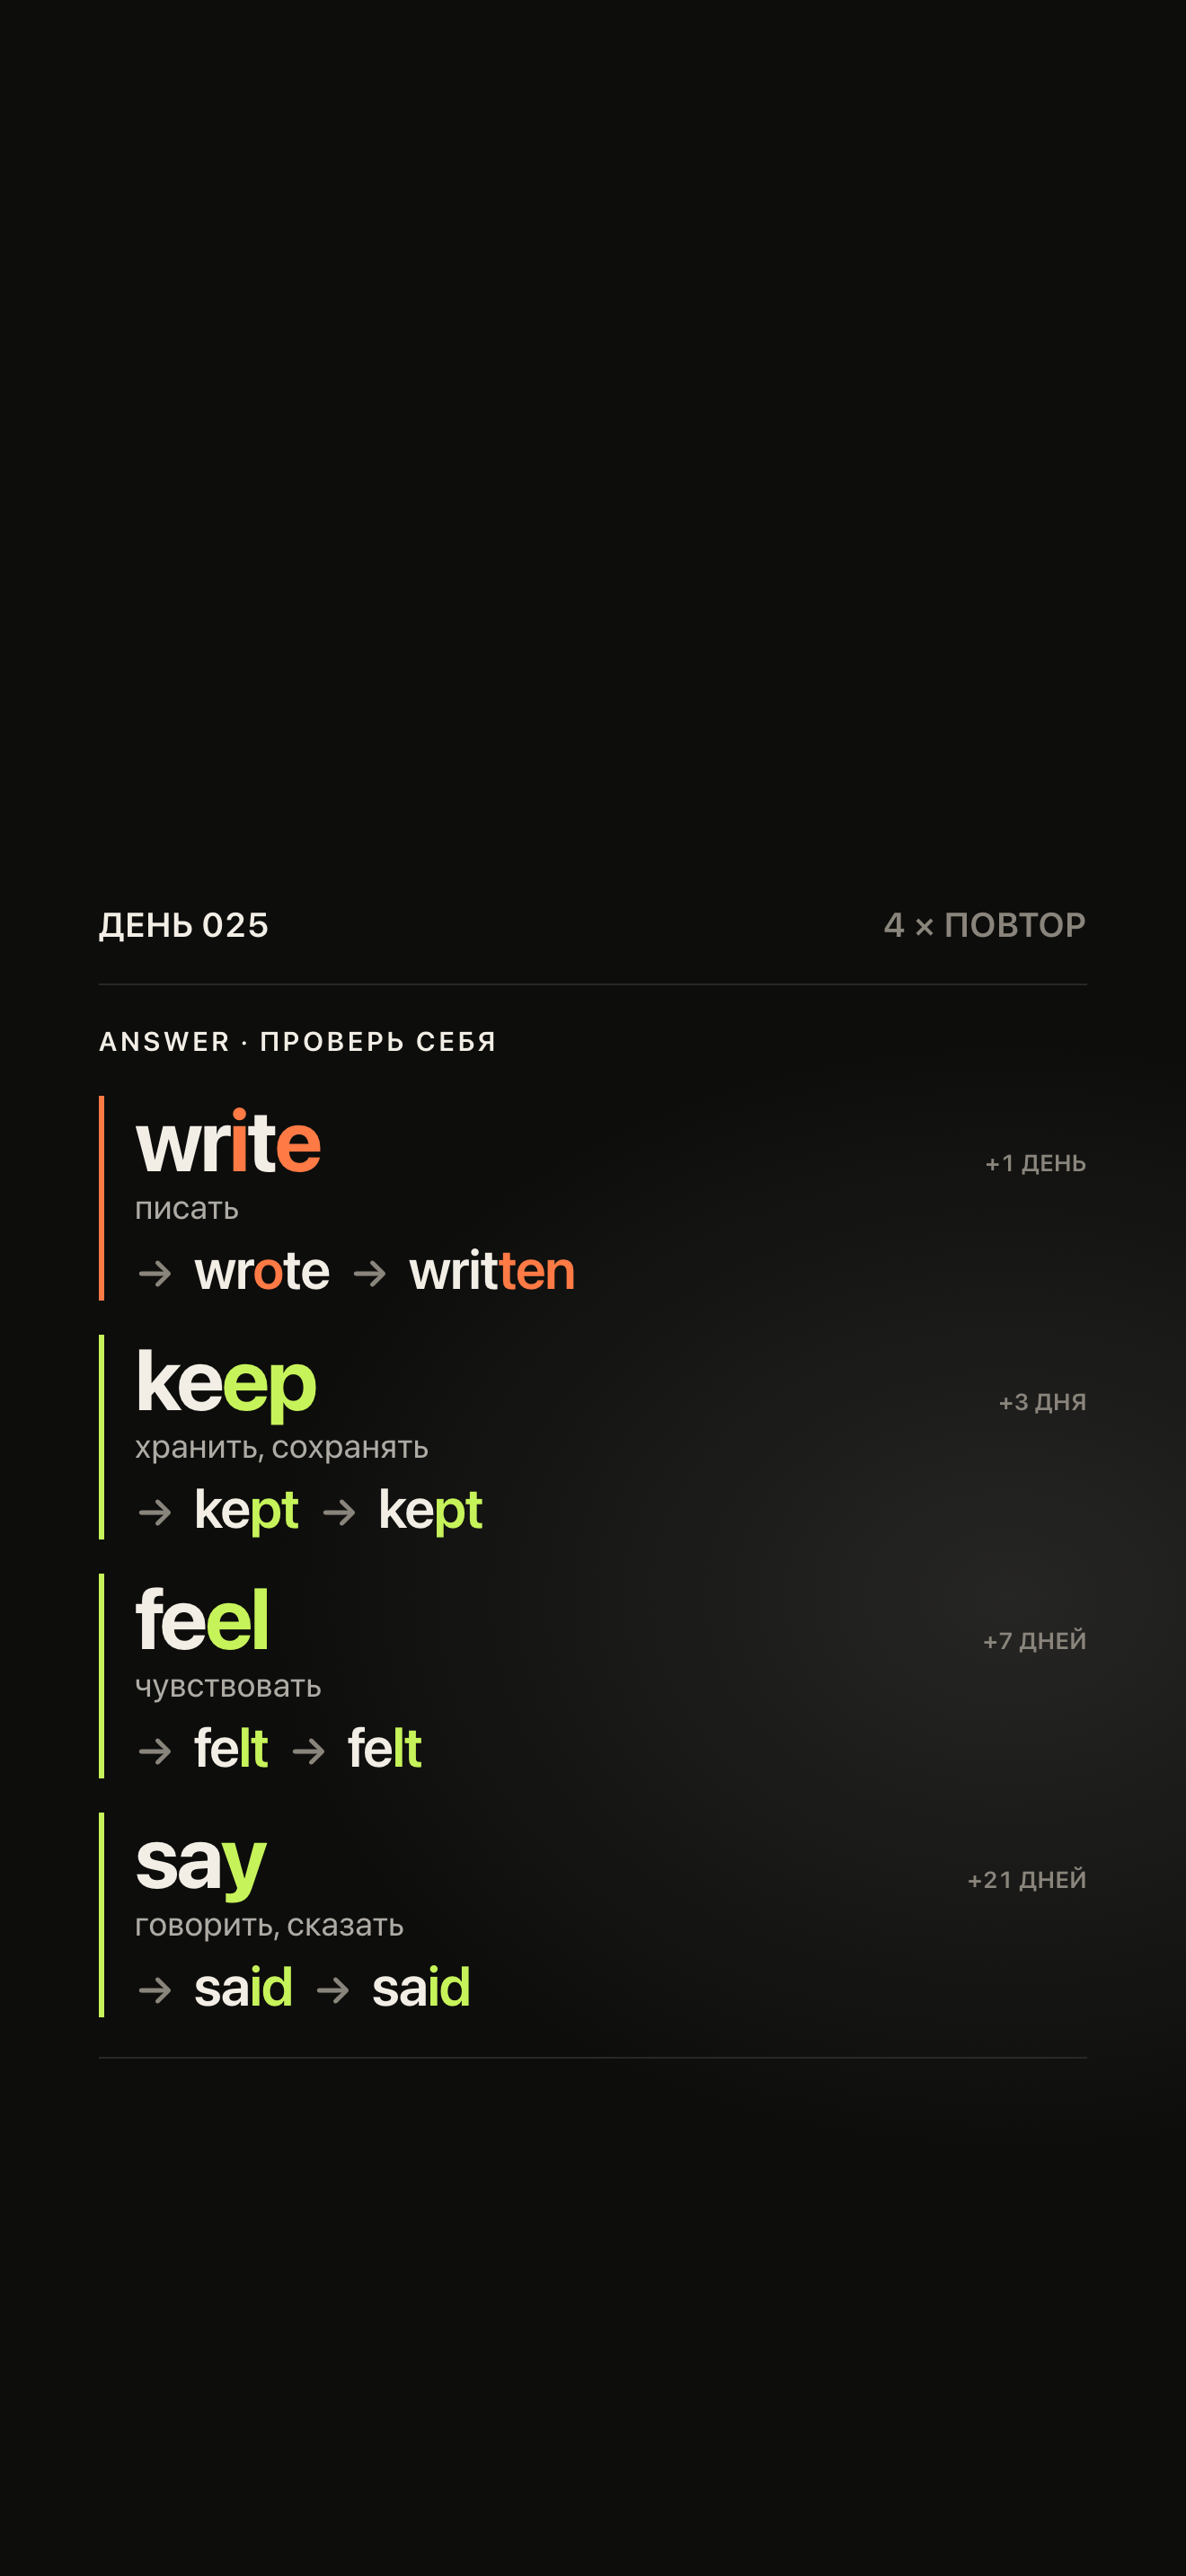 ДЕНЬ 025
4 × ПОВТОР
ANSWER · ПРОВЕРЬ СЕБЯ
write
+1 ДЕНЬ
писать
→ wrote → written
keep
+3 ДНЯ
хранить, сохранять
→ kept → kept
feel
+7 ДНЕЙ
чувствовать
→ felt → felt
say
+21 ДНЕЙ
говорить, сказать
→ said → said